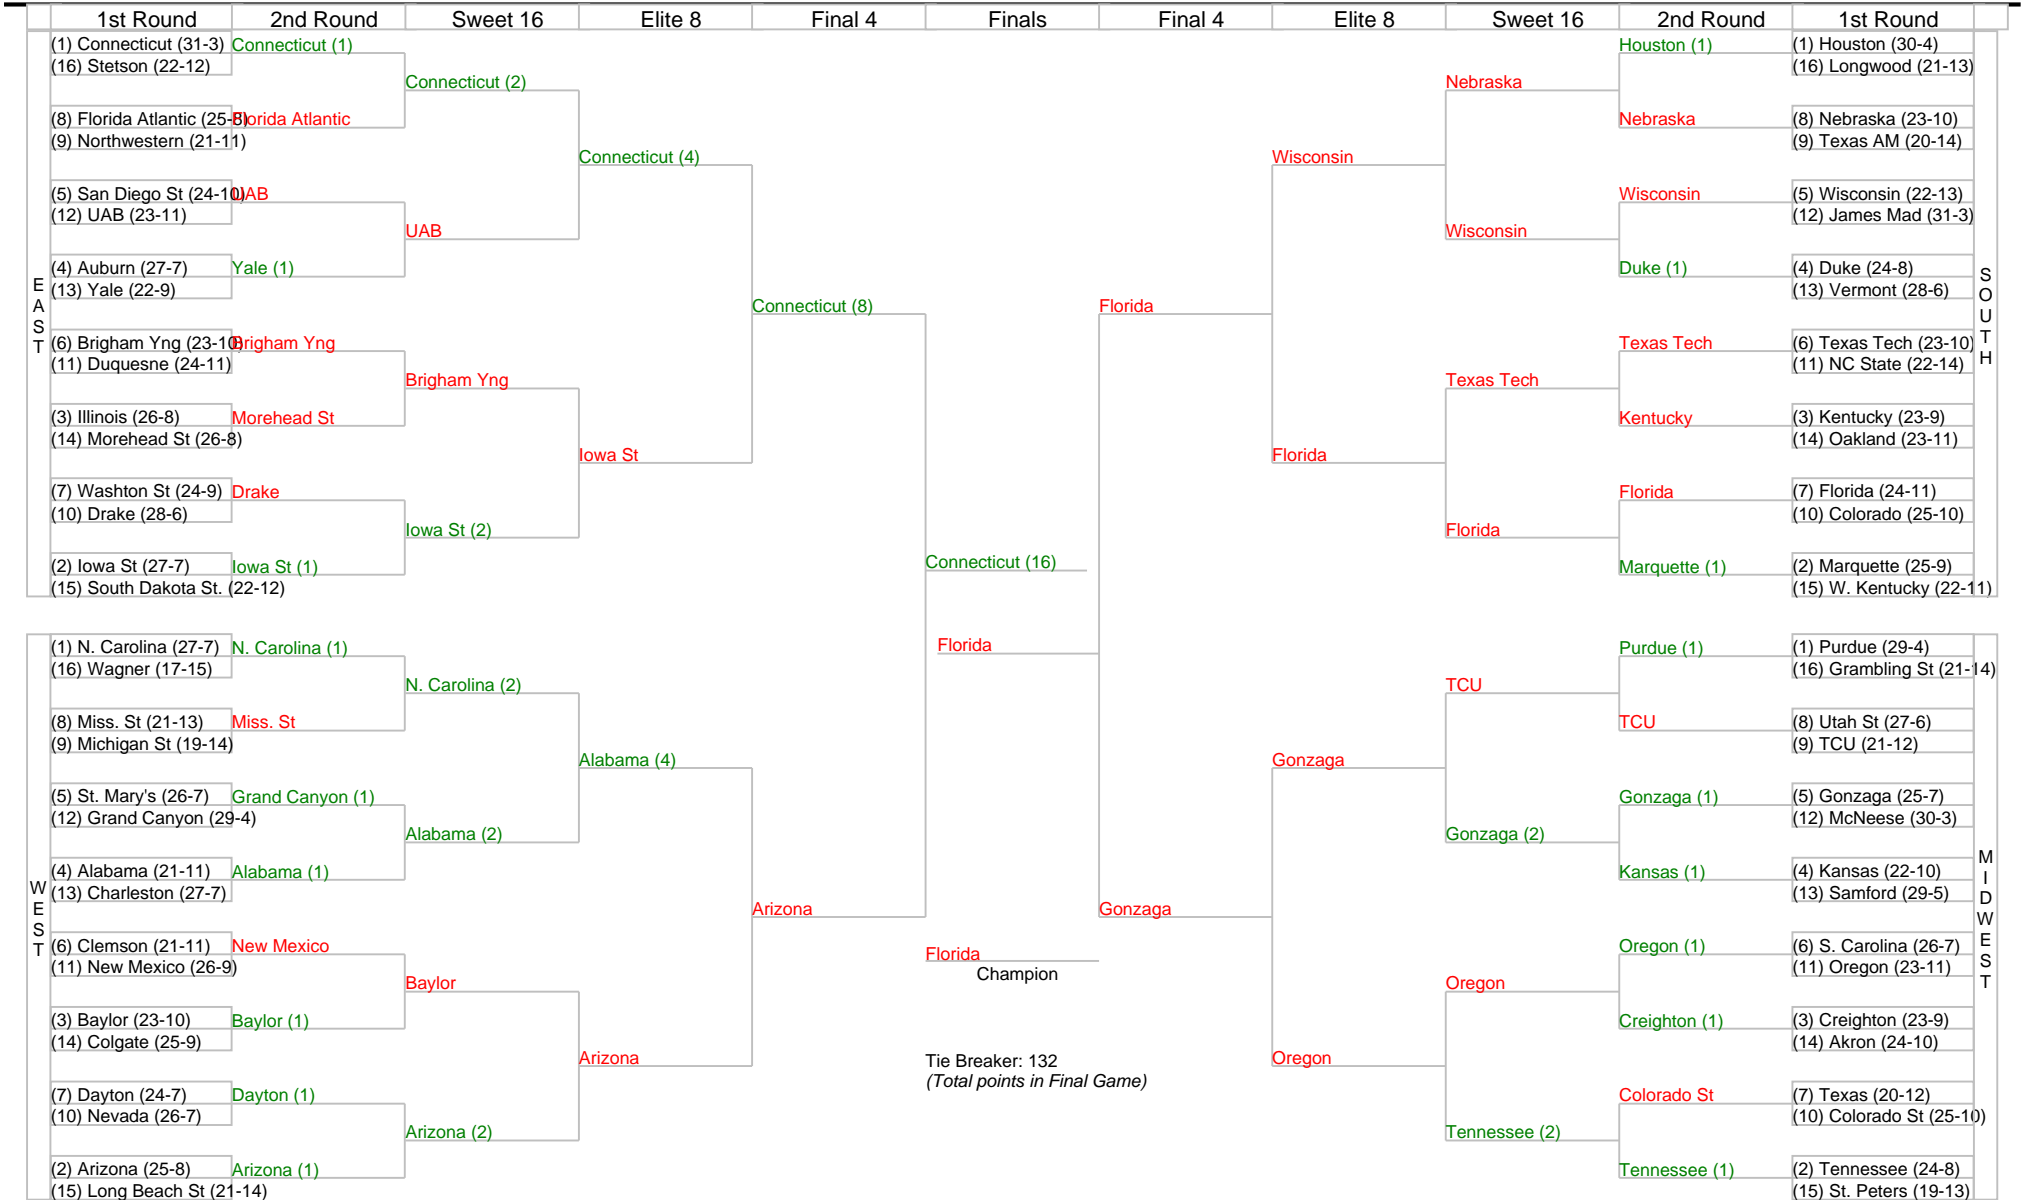 1st Round 2nd Round Sweet 16 Elite 8 Final 4 Finals Final 4 Elite 8 Sweet 16 2nd Round 1st Round
EAST
(1) Connecticut (31-3)
(16) Stetson (22-12)
(8) Florida Atlantic (25-8)
(9) Northwestern (21-11)
(5) San Diego St (24-10)
(12) UAB (23-11)
(4) Auburn (27-7)
(13) Yale (22-9)
(6) Brigham Yng (23-10)
(11) Duquesne (24-11)
(3) Illinois (26-8)
(14) Morehead St (26-8)
(7) Washton St (24-9)
(10) Drake (28-6)
(2) Iowa St (27-7)
(15) South Dakota St. (22-12)
Connecticut (1)
Florida Atlantic
UAB
Yale (1)
Brigham Yng
Morehead St
Drake
Iowa St (1)
Connecticut (2)
UAB
Brigham Yng
Iowa St (2)
Connecticut (4)
Iowa St
Connecticut (8)
WEST
(1) N. Carolina (27-7)
(16) Wagner (17-15)
(8) Miss. St (21-13)
(9) Michigan St (19-14)
(5) St. Mary's (26-7)
(12) Grand Canyon (29-4)
(4) Alabama (21-11)
(13) Charleston (27-7)
(6) Clemson (21-11)
(11) New Mexico (26-9)
(3) Baylor (23-10)
(14) Colgate (25-9)
(7) Dayton (24-7)
(10) Nevada (26-7)
(2) Arizona (25-8)
(15) Long Beach St (21-14)
N. Carolina (1)
Miss. St
Grand Canyon (1)
Alabama (1)
New Mexico
Baylor (1)
Dayton (1)
Arizona (1)
N. Carolina (2)
Alabama (2)
Baylor
Arizona (2)
Alabama (4)
Arizona
Arizona
Connecticut (16)
Florida
Florida
Champion
Tie Breaker: 132
(Total points in Final Game)
Florida
Wisconsin
Florida
Nebraska
Wisconsin
Texas Tech
Florida
Houston (1)
Nebraska
Wisconsin
Duke (1)
Texas Tech
Kentucky
Florida
Marquette (1)
(1) Houston (30-4)
(16) Longwood (21-13)
(8) Nebraska (23-10)
(9) Texas AM (20-14)
(5) Wisconsin (22-13)
(12) James Mad (31-3)
(4) Duke (24-8)
(13) Vermont (28-6)
(6) Texas Tech (23-10)
(11) NC State (22-14)
(3) Kentucky (23-9)
(14) Oakland (23-11)
(7) Florida (24-11)
(10) Colorado (25-10)
(2) Marquette (25-9)
(15) W. Kentucky (22-11)
SOUTH
Gonzaga
Gonzaga
Oregon
TCU
Gonzaga (2)
Oregon
Tennessee (2)
Purdue (1)
TCU
Gonzaga (1)
Kansas (1)
Oregon (1)
Creighton (1)
Colorado St
Tennessee (1)
(1) Purdue (29-4)
(16) Grambling St (21-14)
(8) Utah St (27-6)
(9) TCU (21-12)
(5) Gonzaga (25-7)
(12) McNeese (30-3)
(4) Kansas (22-10)
(13) Samford (29-5)
(6) S. Carolina (26-7)
(11) Oregon (23-11)
(3) Creighton (23-9)
(14) Akron (24-10)
(7) Texas (20-12)
(10) Colorado St (25-10)
(2) Tennessee (24-8)
(15) St. Peters (19-13)
MIDWEST